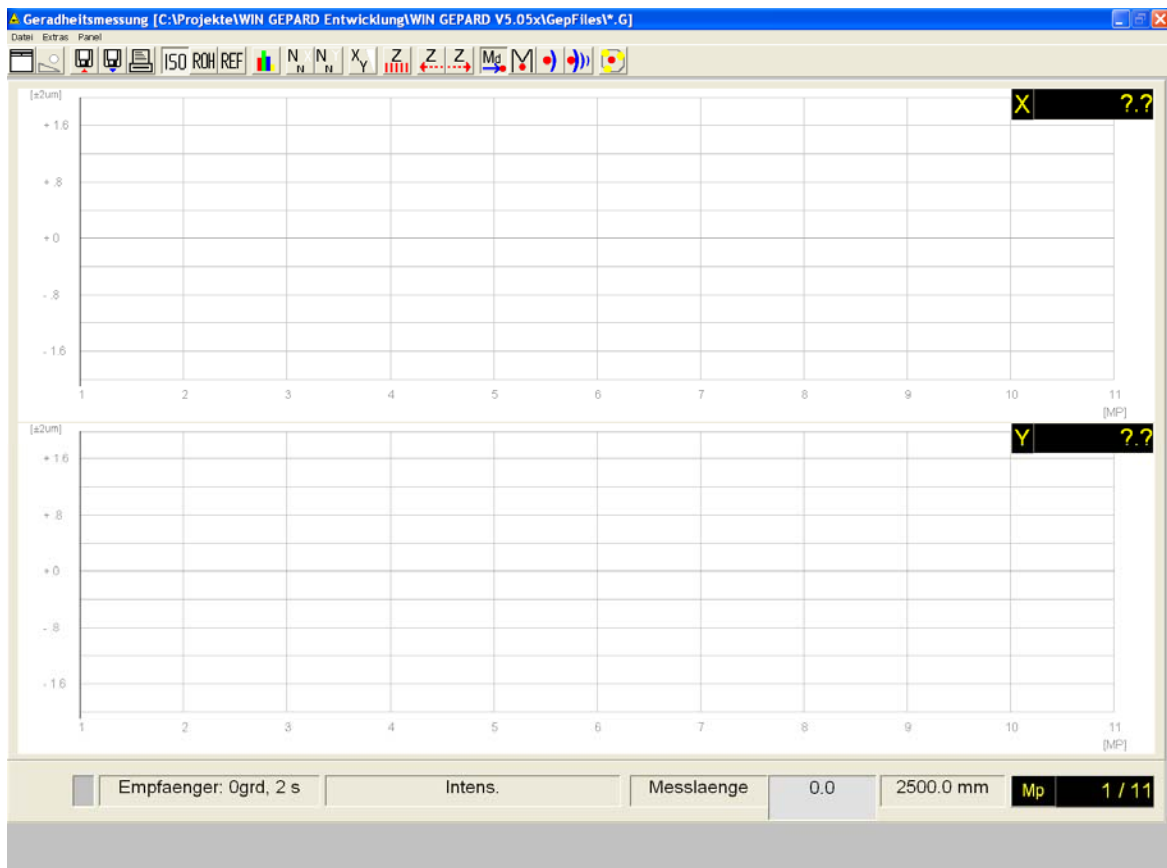 Geradheitsmessung [C:\Projekte\WIN GEPARD Entwicklung\WIN GEPARD V5.05x\GepFiles\*.G]
Datei Extras Panel
ISO ROH REF N N N N X Y Z Z Z Md M
[±2um]
X ?.?
+ 1.6
+ .8
+ 0
- .8
- 1.6
1 2 3 4 5 6 7 8 9 10 11
[MP]
[±2um]
Y ?.?
+ 1.6
+ .8
+ 0
- .8
- 1.6
1 2 3 4 5 6 7 8 9 10 11
[MP]
Empfaenger: 0grd, 2 s Intens. Messlaenge 0.0 2500.0 mm Mp 1 / 11